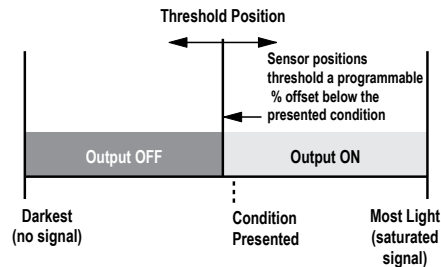 Threshold Position
Sensor positions
threshold a programmable
% offset below the
presented condition
Output OFF
Output ON
Darkest
(no signal)
Condition
Presented
Most Light
(saturated
signal)